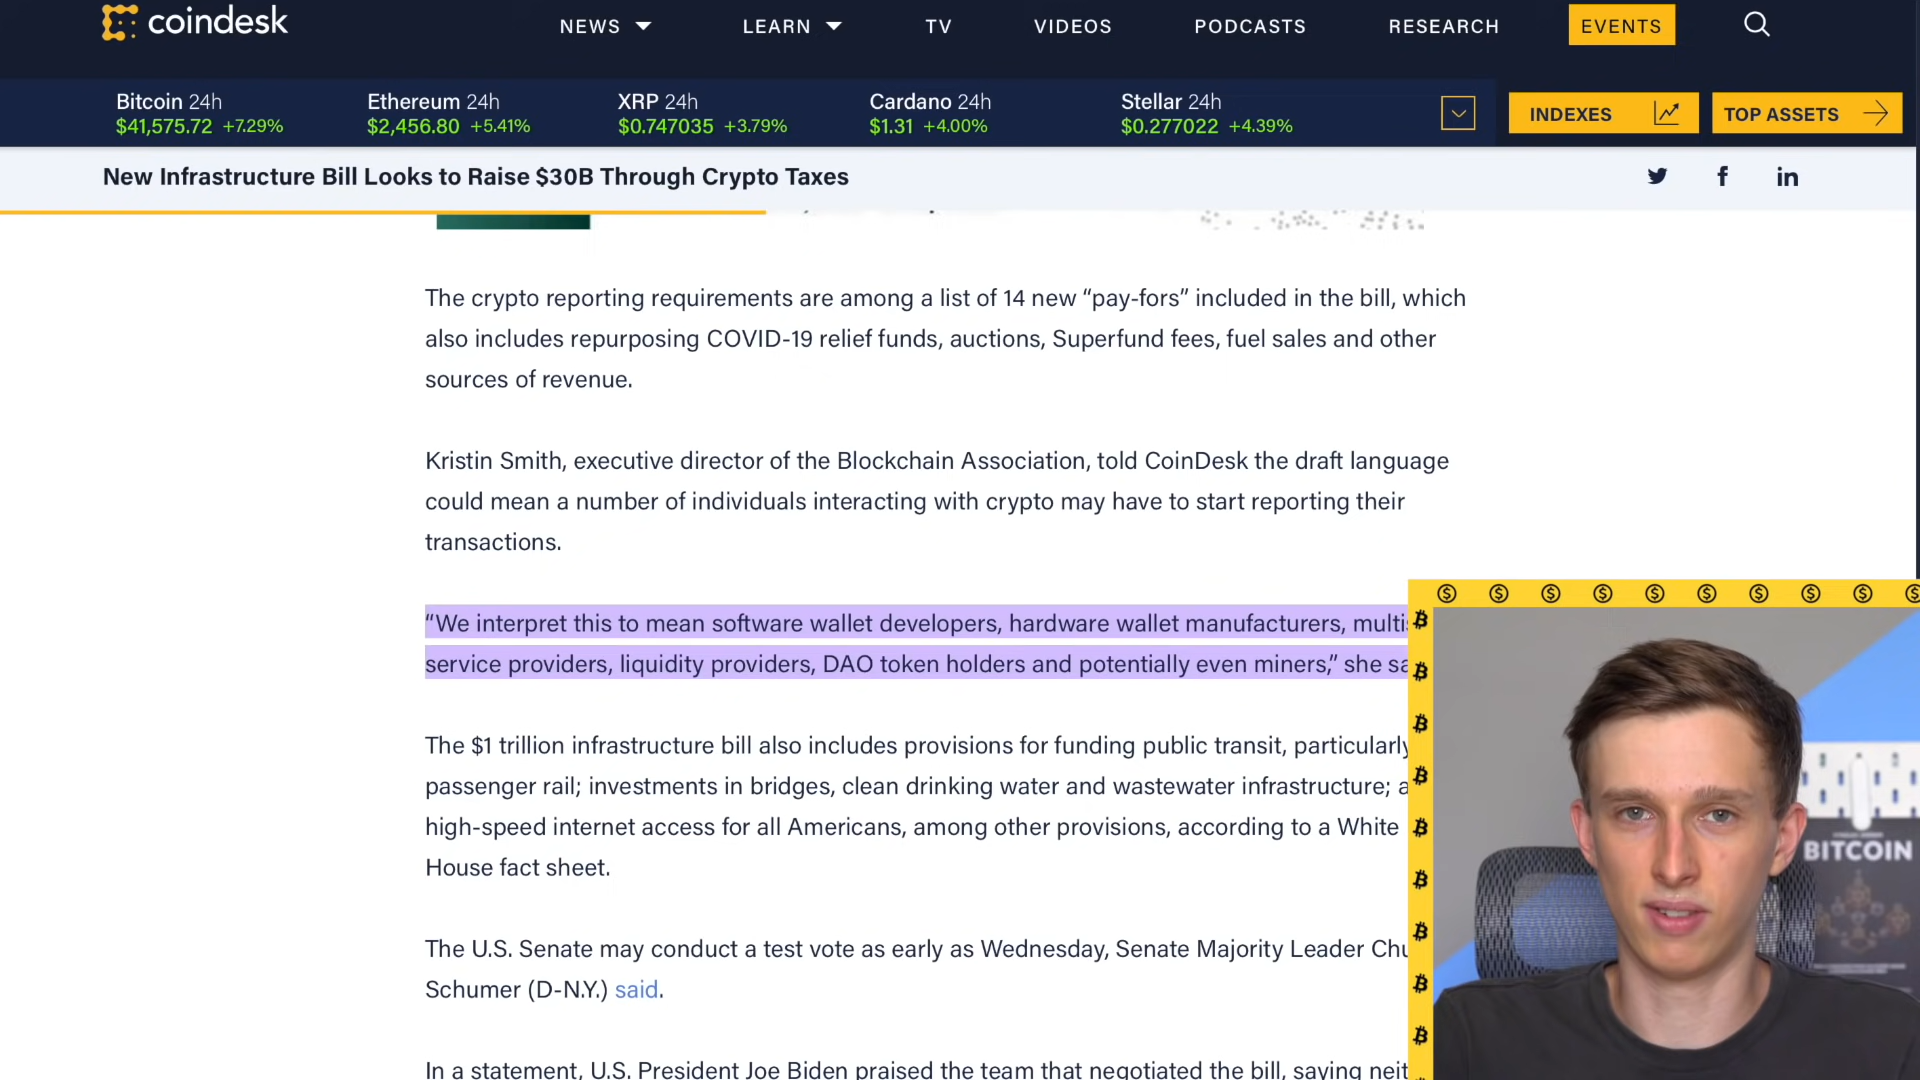 coindesk
NEWS LEARN TV VIDEOS PODCASTS RESEARCH EVENTS
Bitcoin 24h Ethereum 24h XRP 24h Cardano 24h Stellar 24h
$41,575.72 +7.29% $2,456.80 +5.41% $0.747035 +3.79% $1.31 +4.00% $0.277022 +4.39%
INDEXES TOP ASSETS
New Infrastructure Bill Looks to Raise $30B Through Crypto Taxes
The crypto reporting requirements are among a list of 14 new “pay-fors” included in the bill, which
also includes repurposing COVID-19 relief funds, auctions, Superfund fees, fuel sales and other
sources of revenue.
Kristin Smith, executive director of the Blockchain Association, told CoinDesk the draft language
could mean a number of individuals interacting with crypto may have to start reporting their
transactions.
“We interpret this to mean software wallet developers, hardware wallet manufacturers, multis
service providers, liquidity providers, DAO token holders and potentially even miners,” she sa
The $1 trillion infrastructure bill also includes provisions for funding public transit, particularly
passenger rail; investments in bridges, clean drinking water and wastewater infrastructure; a
high-speed internet access for all Americans, among other provisions, according to a White
House fact sheet.
The U.S. Senate may conduct a test vote as early as Wednesday, Senate Majority Leader Chu
Schumer (D-N.Y.) said.
In a statement, U.S. President Joe Biden praised the team that negotiated the bill, saying neit
BITCOIN